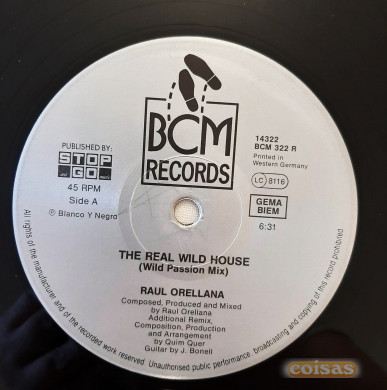 BCM
RECORDS
PUBLISHED BY:
STOP
GO
45 RPM
Side A
Ⓟ Blanco Y Negro
14322
BCM 322 R
Printed in
Western Germany
LC 8116
GEMA
BIEM
6:31
THE REAL WILD HOUSE
(Wild Passion Mix)
RAUL ORELLANA
Composed, Produced and Mixed
by Raul Orellana
Additional Remix,
Composition, Production
and Arrangement
by Quim Quer
Guitar by J. Bonell
All rights of the manufacturer and of the owner of the recorded work reserved. Unauthorised public performance, broadcasting and copying of this record prohibited
coisas